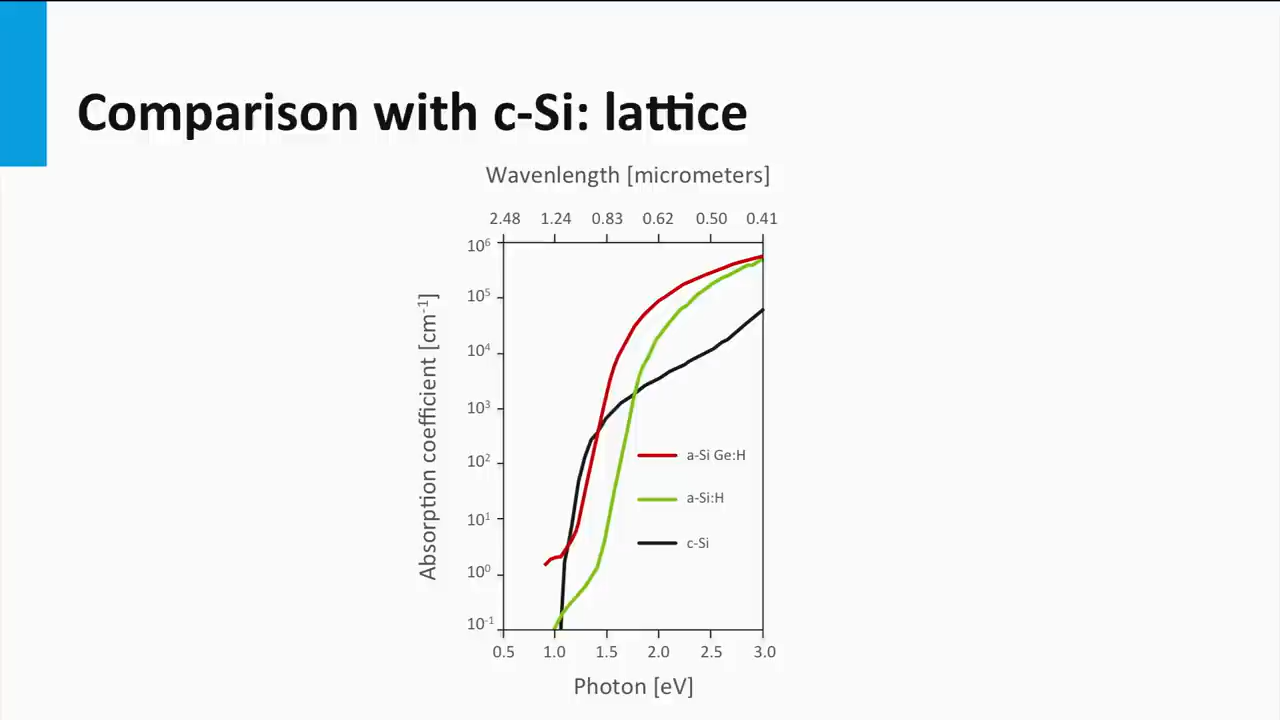 Comparison with c-Si: lattice
Wavenlength [micrometers]
2.48 1.24 0.83 0.62 0.50 0.41
Absorption coefficient [cm⁻¹]
10⁶
10⁵
10⁴
10³
10²
10¹
10⁰
10⁻¹
a-Si Ge:H
a-Si:H
c-Si
0.5 1.0 1.5 2.0 2.5 3.0
Photon [eV]